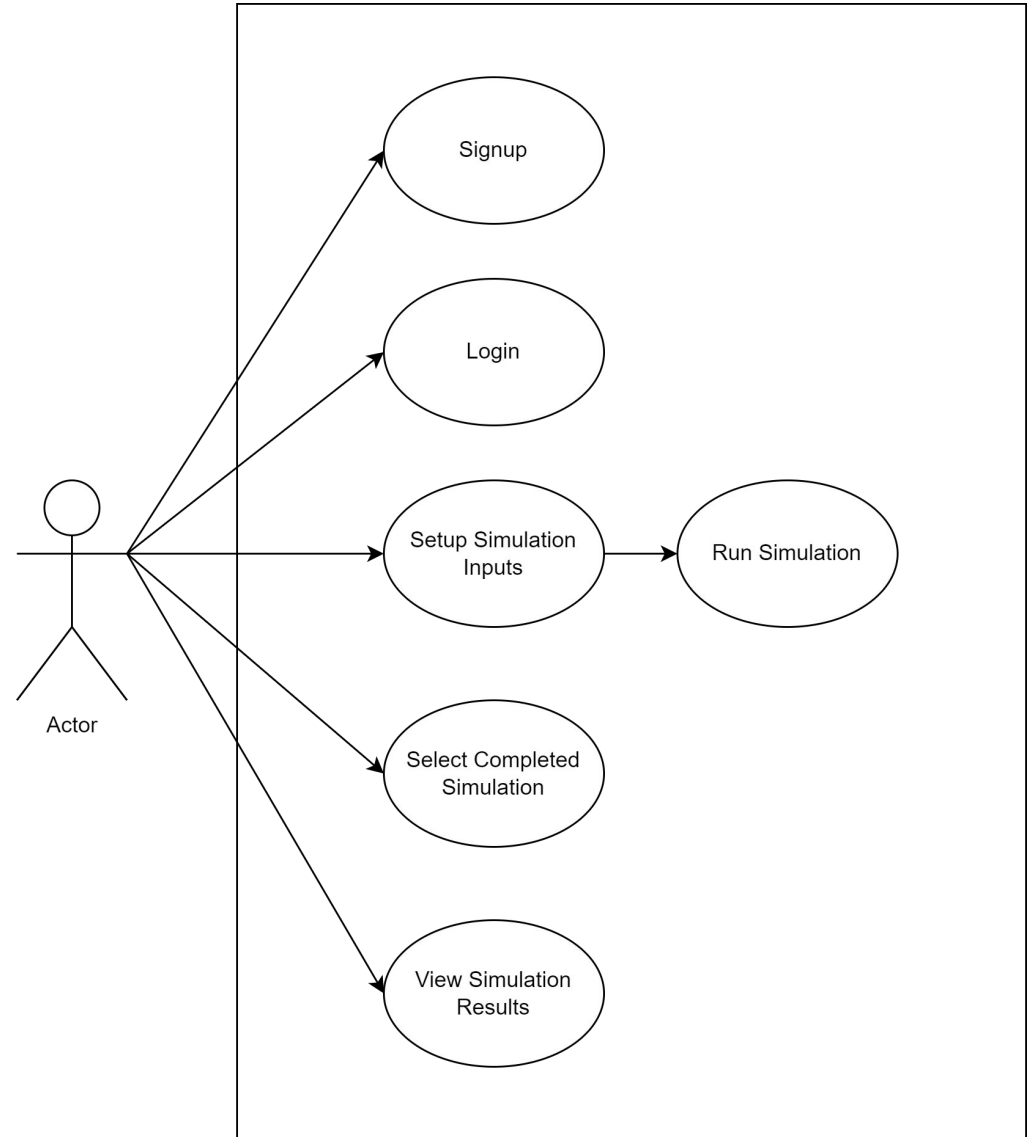 Signup
Login
Setup Simulation
Inputs
Run Simulation
Actor
Select Completed
Simulation
View Simulation
Results